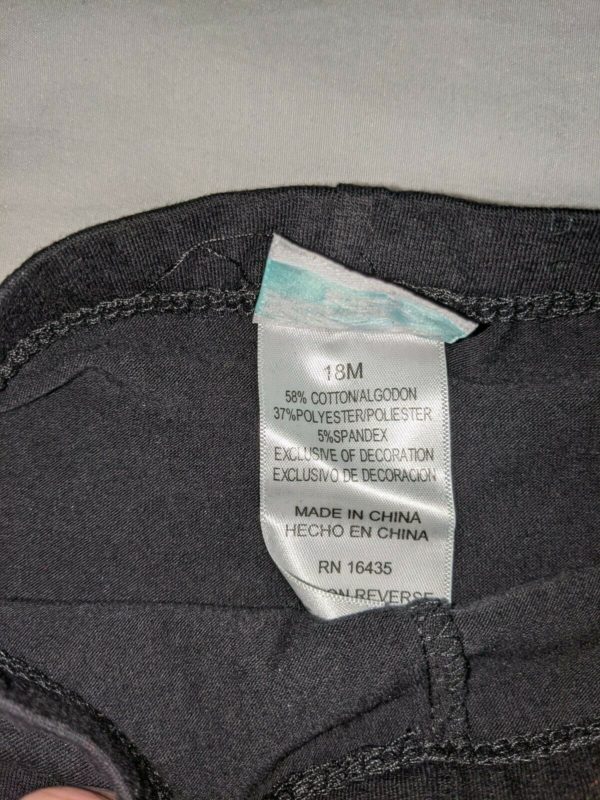 18M
58% COTTON/ALGODON
37%POLYESTER/POLIESTER
5%SPANDEX
EXCLUSIVE OF DECORATION
EXCLUSIVO DE DECORACION
MADE IN CHINA
HECHO EN CHINA
RN 16435
ON REVERSE